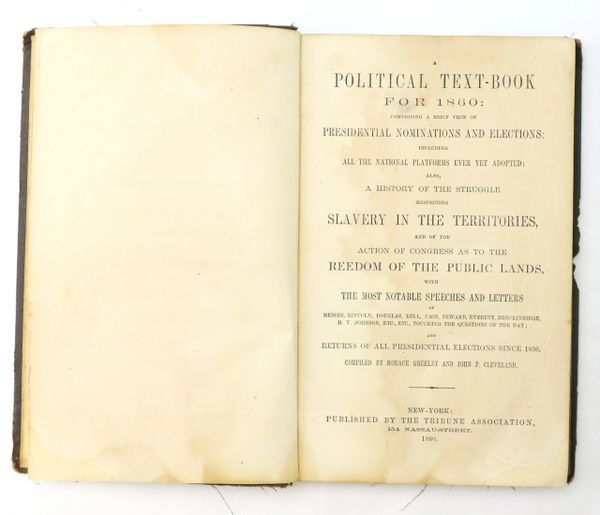 A
POLITICAL TEXT-BOOK
FOR 1860:
COMPRISING A BRIEF VIEW OF
PRESIDENTIAL NOMINATIONS AND ELECTIONS:
INCLUDING
ALL THE NATIONAL PLATFORMS EVER YET ADOPTED:
ALSO,
A HISTORY OF THE STRUGGLE
RESPECTING
SLAVERY IN THE TERRITORIES,
AND OF THE
ACTION OF CONGRESS AS TO THE
REEDOM OF THE PUBLIC LANDS,
WITH
THE MOST NOTABLE SPEECHES AND LETTERS
OF
MESSRS. LINCOLN, DOUGLAS, BELL, CASS, SEWARD, EVERETT, BRECKINRIDGE,
H. V. JOHNSON, ETC., ETC., TOUCHING THE QUESTIONS OF THE DAY;
AND
RETURNS OF ALL PRESIDENTIAL ELECTIONS SINCE 1836.
COMPILED BY HORACE GREELEY AND JOHN F. CLEVELAND.
NEW-YORK:
PUBLISHED BY THE TRIBUNE ASSOCIATION,
154 NASSAU-STREET.
1860.